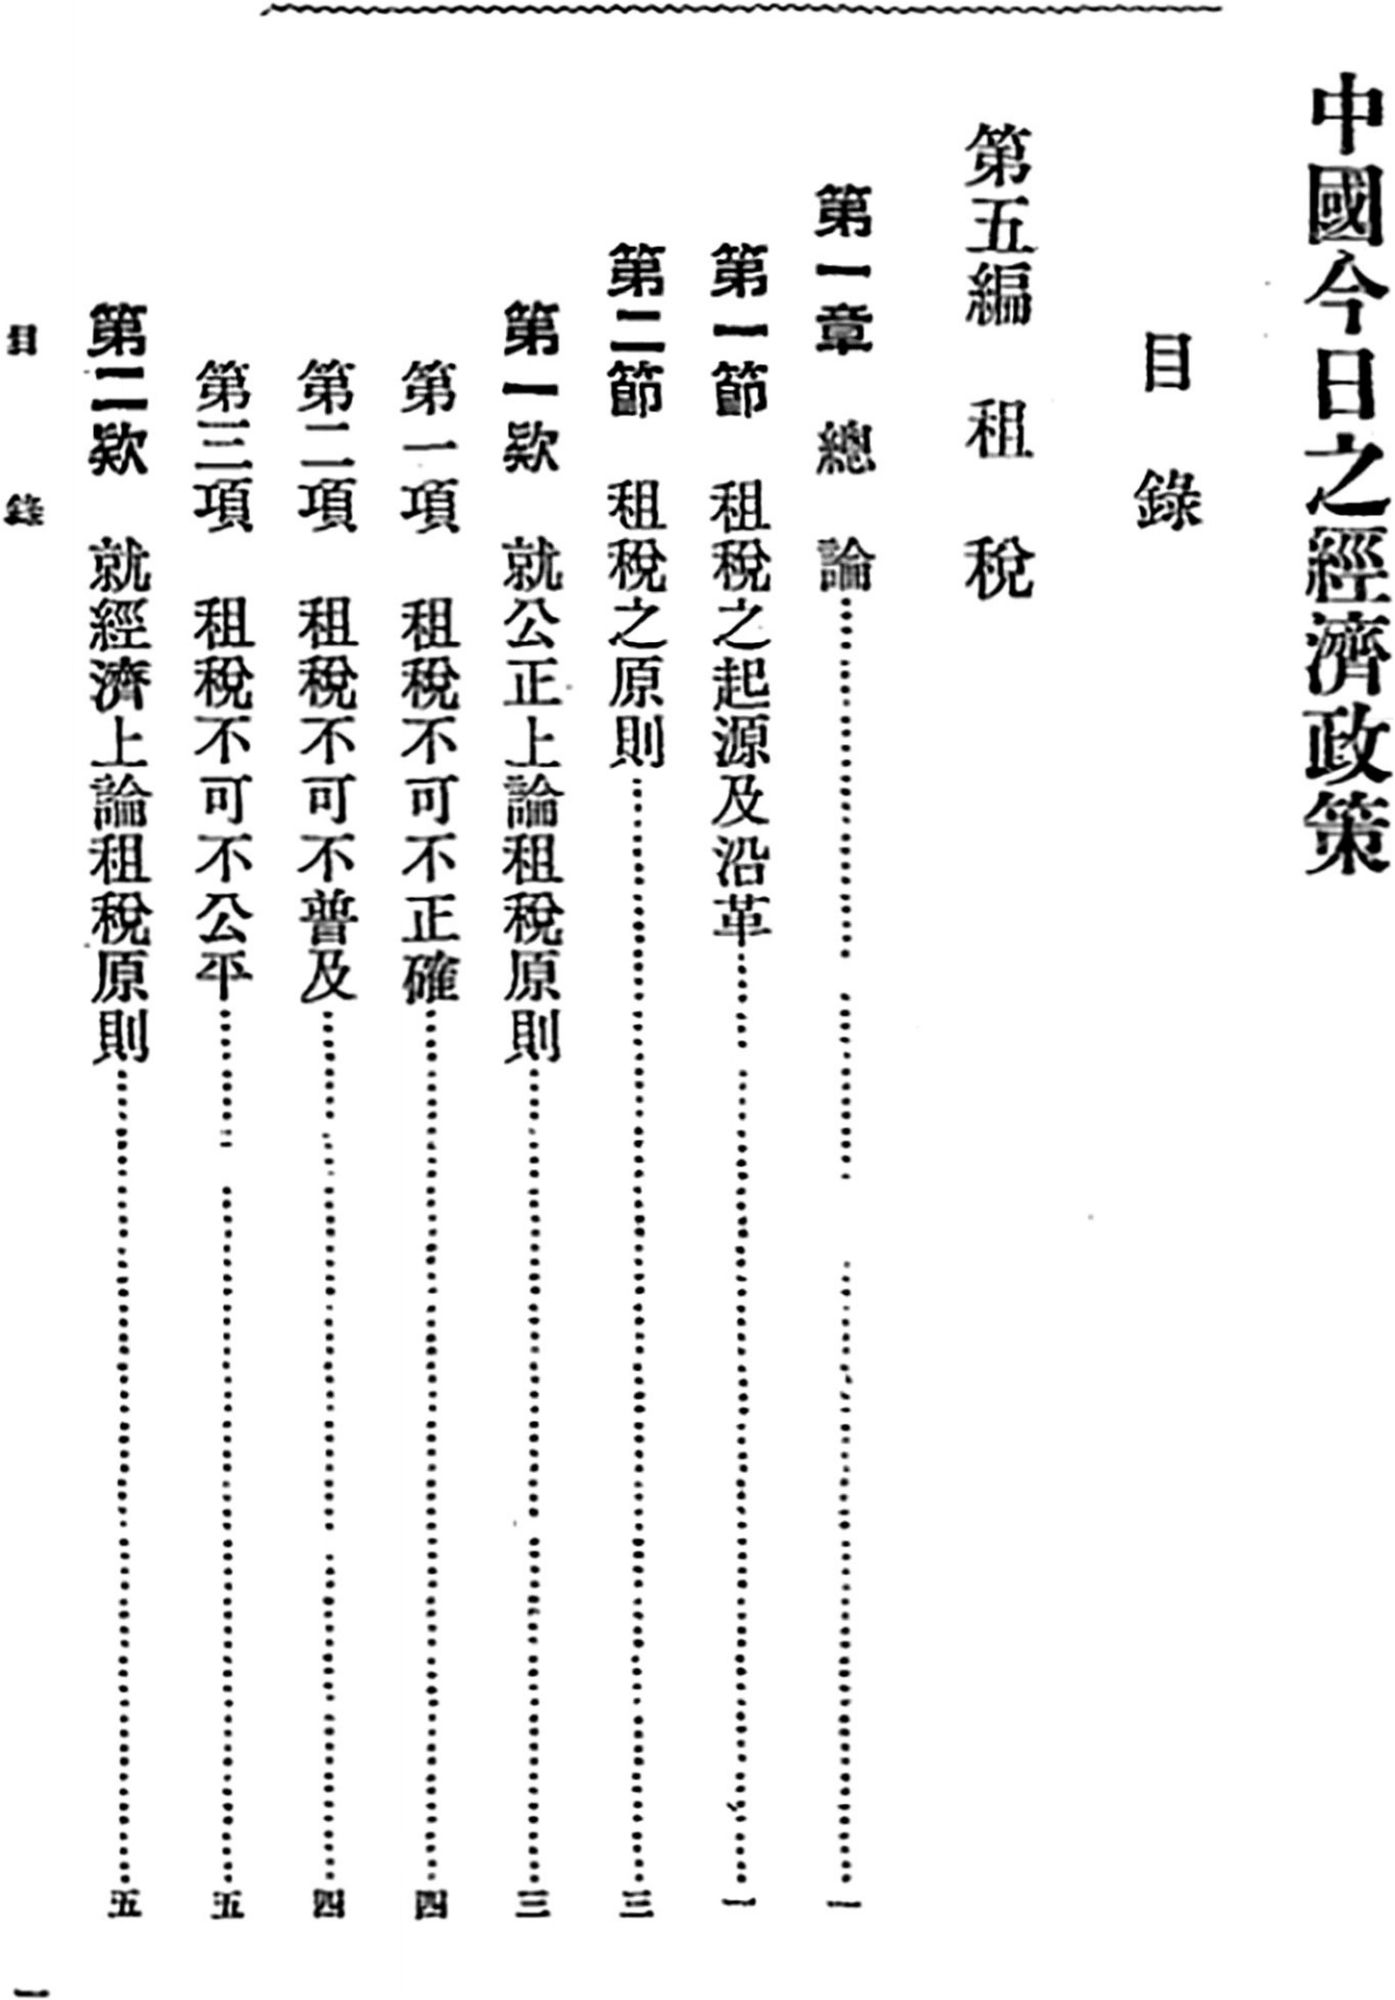 中國今日之經濟政策
目錄
第五編 租稅
第一章 總論…………一
第一節 租稅之起源及沿革…………一
第二節 租稅之原則…………三
第一欵 就公正上論租稅原則…………三
第一項 租稅不可不正確…………四
第二項 租稅不可不普及…………四
第三項 租稅不可不公平…………五
第二欵 就經濟上論租稅原則…………五
目錄 一